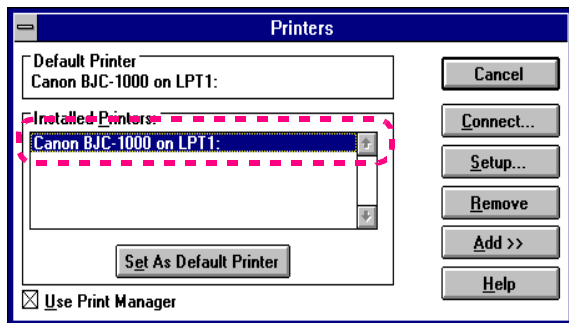 Printers
Default Printer
Canon BJC-1000 on LPT1:
Cancel
Installed Printers:
Canon BJC-1000 on LPT1:
Connect...
Setup...
Remove
Add >>
Set As Default Printer
Help
Use Print Manager